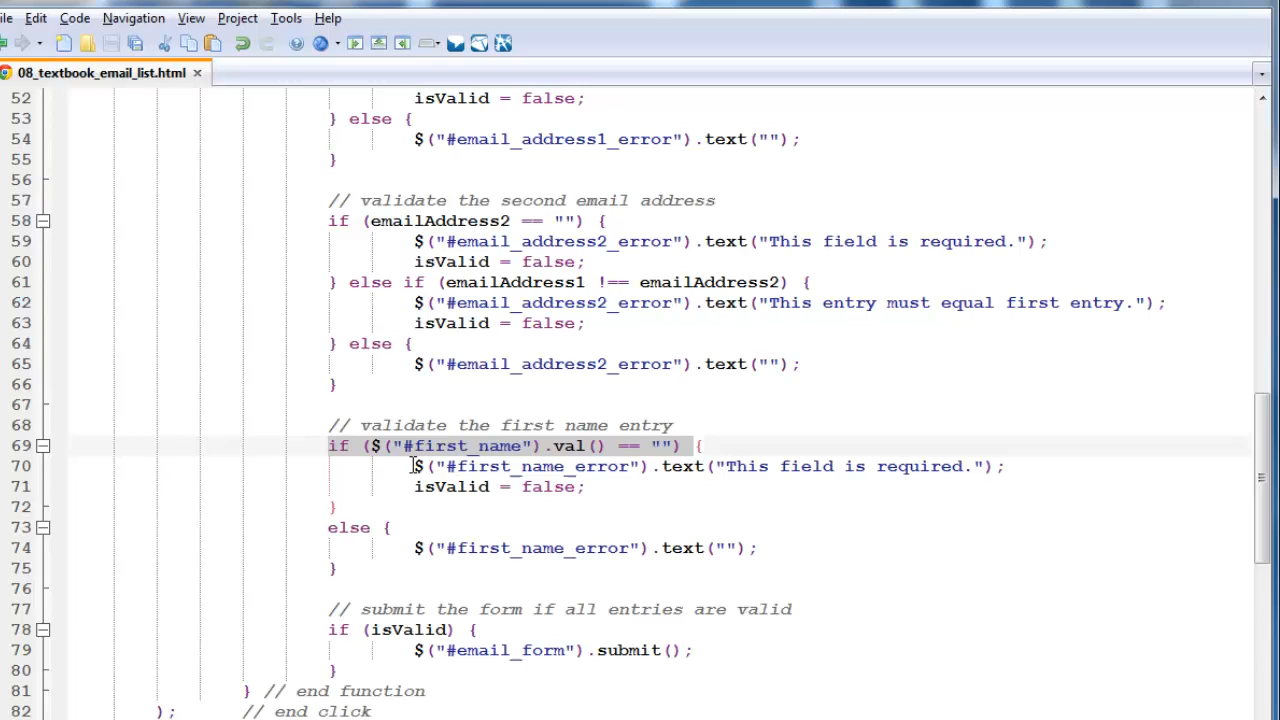 ile Edit Code Navigation View Project Tools Help
08_textbook_email_list.html
52 isValid = false;
53 } else {
54 $("#email_address1_error").text("");
55 }
56
57 // validate the second email address
58 if (emailAddress2 == "") {
59 $("#email_address2_error").text("This field is required.");
60 isValid = false;
61 } else if (emailAddress1 !== emailAddress2) {
62 $("#email_address2_error").text("This entry must equal first entry.");
63 isValid = false;
64 } else {
65 $("#email_address2_error").text("");
66 }
67
68 // validate the first name entry
69 if ($("#first_name").val() == "") {
70 $("#first_name_error").text("This field is required.");
71 isValid = false;
72 }
73 else {
74 $("#first_name_error").text("");
75 }
76
77 // submit the form if all entries are valid
78 if (isValid) {
79 $("#email_form").submit();
80 }
81 } // end function
82 ); // end click